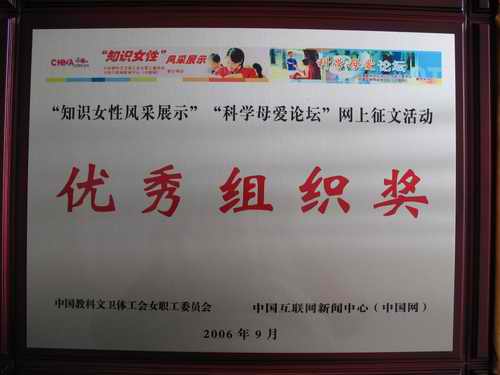 CHINA
“知识女性”风采展示
科学母爱论坛
“知识女性风采展示”“科学母爱论坛”网上征文活动
优秀组织奖
中国教科文卫体工会女职工委员会 中国互联网新闻中心（中国网）
2006年9月